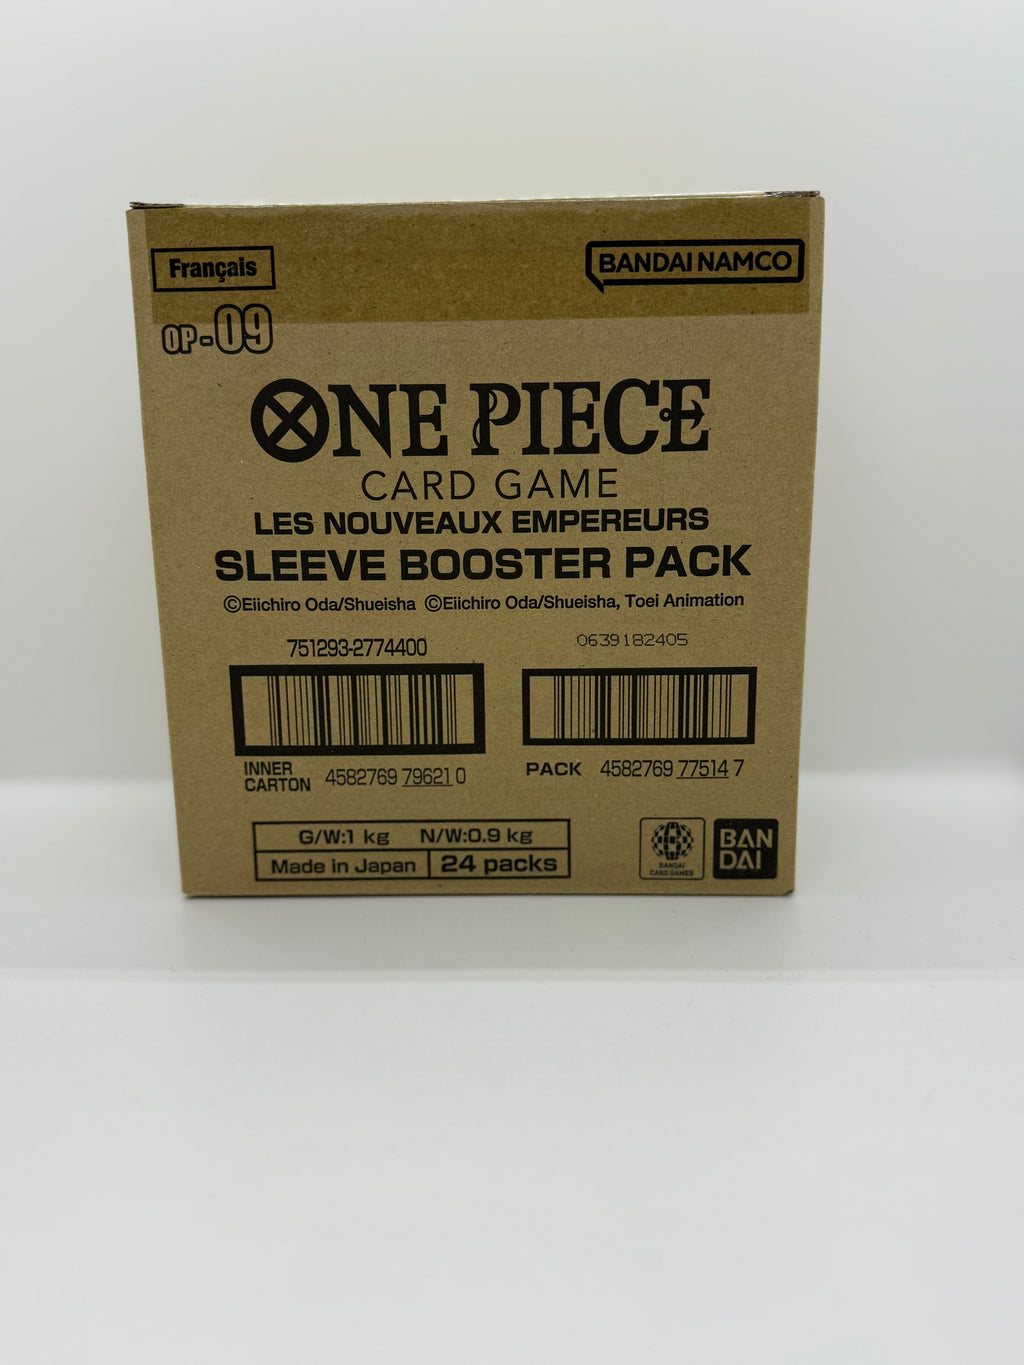 Français
BANDAI NAMCO
OP-09
ONE PIECE
CARD GAME
LES NOUVEAUX EMPEREURS
SLEEVE BOOSTER PACK
©Eiichiro Oda/Shueisha ©Eiichiro Oda/Shueisha, Toei Animation
751293-2774400
0639182405
INNER CARTON 4582769 79621 0
PACK 4582769 77514 7
G/W:1 kg N/W:0.9 kg
Made in Japan 24 packs
BANDAI
CARD GAMES
BAN
DAI